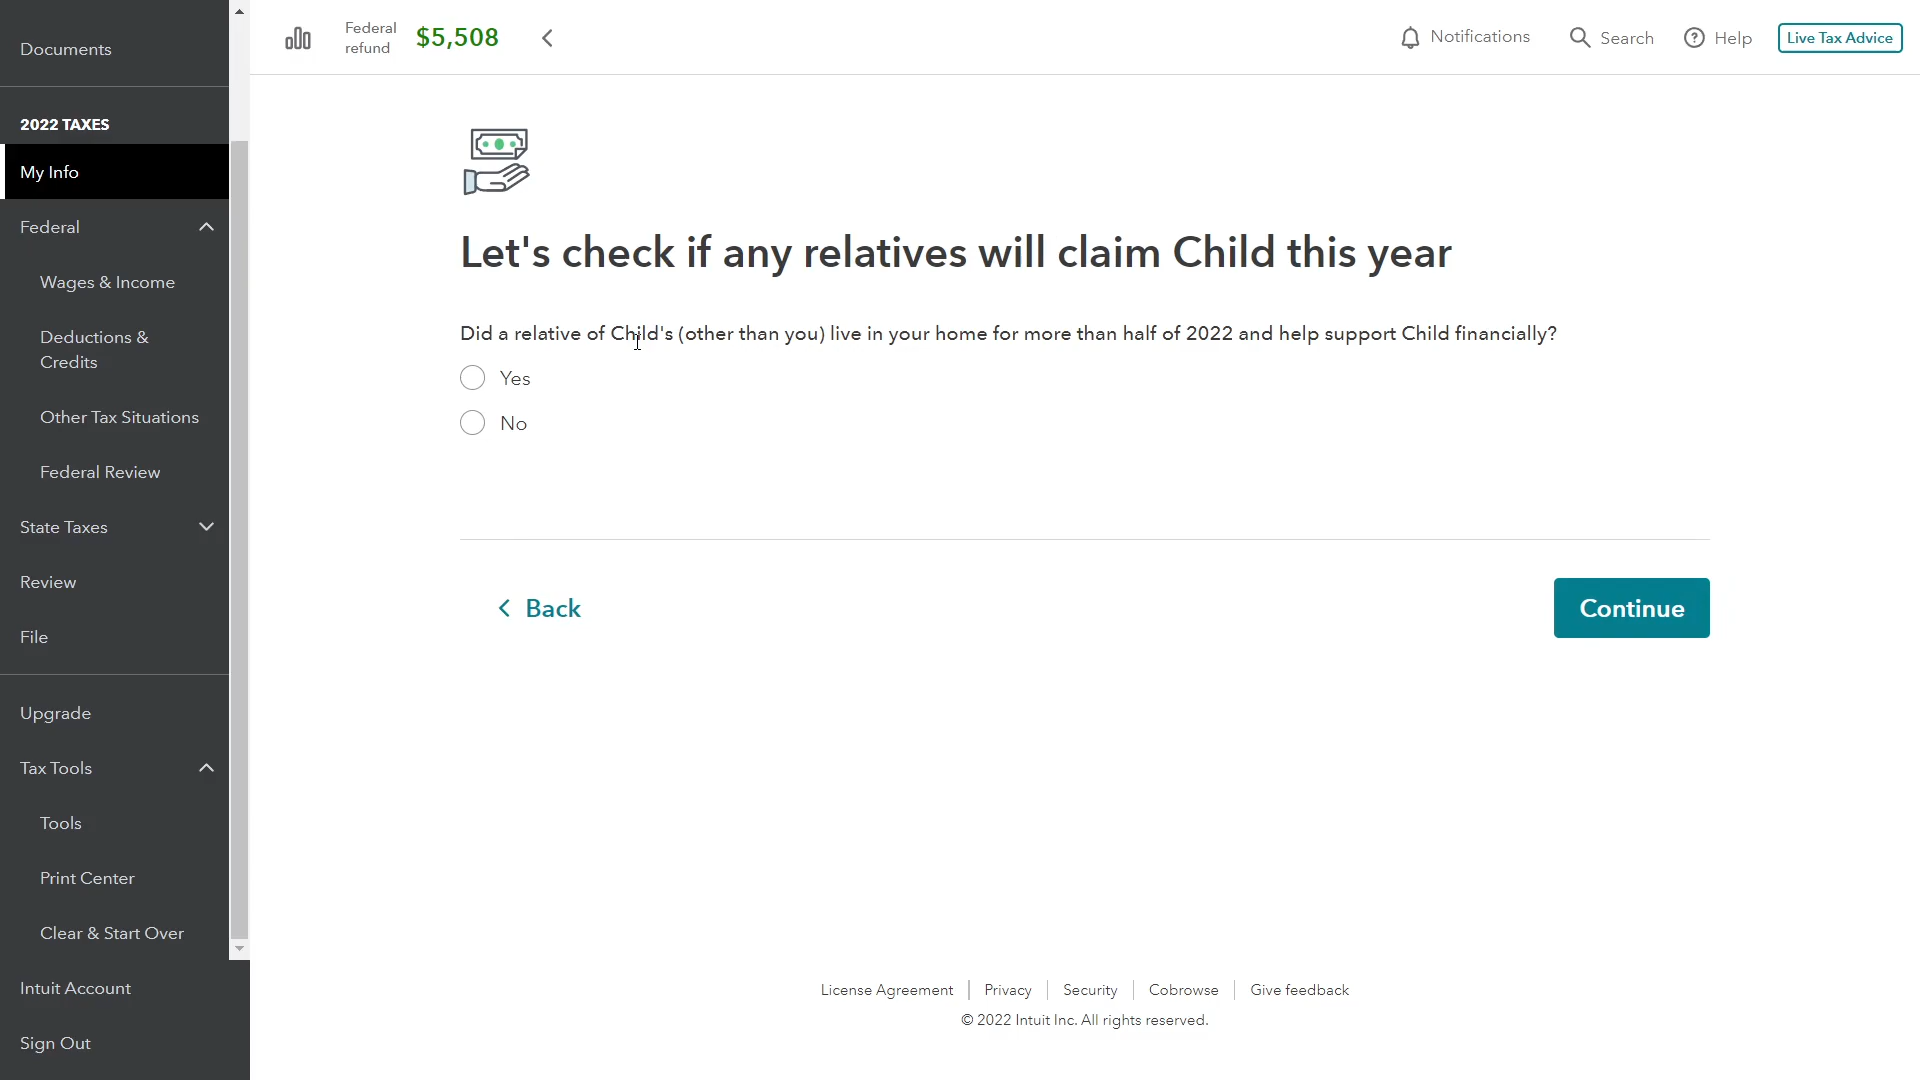 Documents
2022 TAXES
My Info
Federal
Wages & Income
Deductions &
Credits
Other Tax Situations
Federal Review
State Taxes
Review
File
Upgrade
Tax Tools
Tools
Print Center
Clear & Start Over
Intuit Account
Sign Out
Federal
refund
$5,508
Notifications
Search
Help
Live Tax Advice
Let's check if any relatives will claim Child this year
Did a relative of Child's (other than you) live in your home for more than half of 2022 and help support Child financially?
Yes
No
Back
Continue
License Agreement
Privacy
Security
Cobrowse
Give feedback
© 2022 Intuit Inc. All rights reserved.